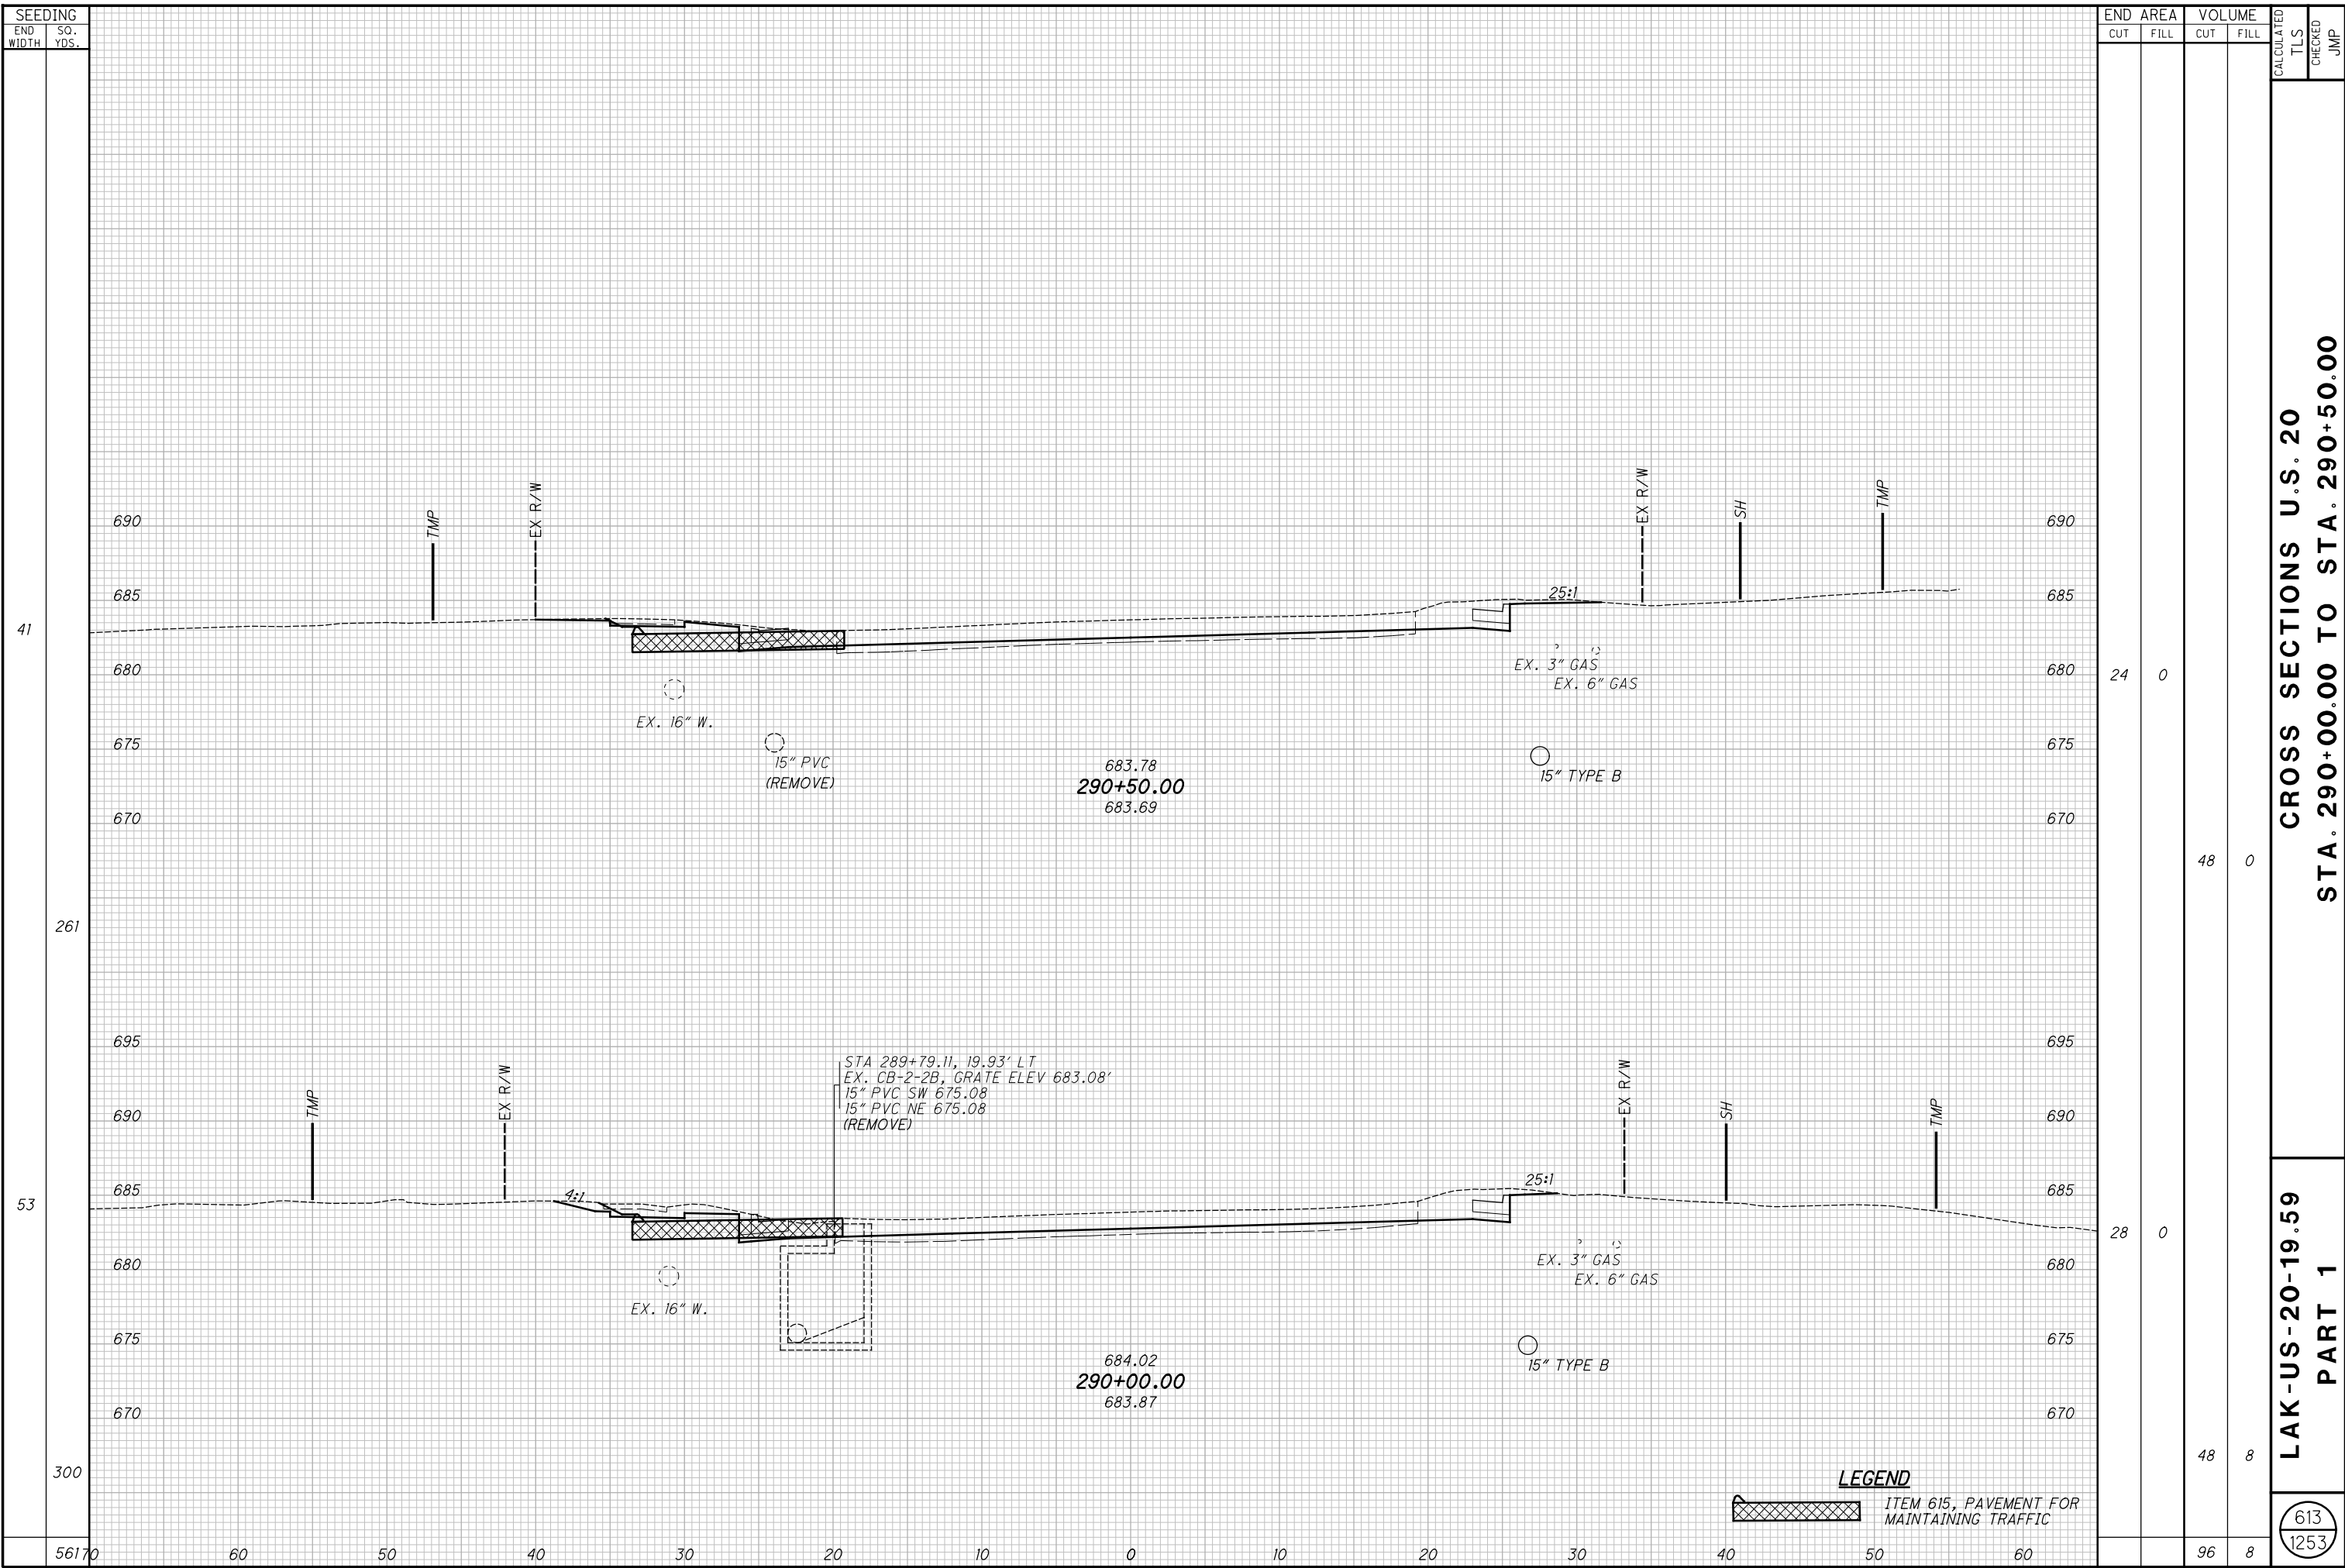 SEEDING
END WIDTH
SQ. YDS.
END AREA
VOLUME
CUT
FILL
CUT
FILL
CALCULATED
TLS
CHECKED
JMP
CROSS SECTIONS U.S. 20
STA. 290+00.00 TO STA. 290+50.00
LAK-US-20-19.59
PART 1
613
1253
TMP
EX R/W
EX R/W
SH
TMP
690
690
685
25:1
685
41
EX. 3" GAS
680
680
24
0
EX. 6" GAS
EX. 16" W.
675
675
15" PVC
(REMOVE)
683.78
290+50.00
683.69
15" TYPE B
670
670
48
0
261
695
695
STA 289+79.11, 19.93' LT
EX. CB-2-2B, GRATE ELEV 683.08'
15" PVC SW 675.08
15" PVC NE 675.08
(REMOVE)
TMP
EX R/W
EX R/W
SH
TMP
690
690
685
4:1
25:1
685
53
28
0
680
EX. 3" GAS
680
EX. 6" GAS
EX. 16" W.
675
675
684.02
290+00.00
683.87
15" TYPE B
670
670
48
8
300
LEGEND
ITEM 615, PAVEMENT FOR
MAINTAINING TRAFFIC
561
70
60
50
40
30
20
10
0
10
20
30
40
50
60
96
8